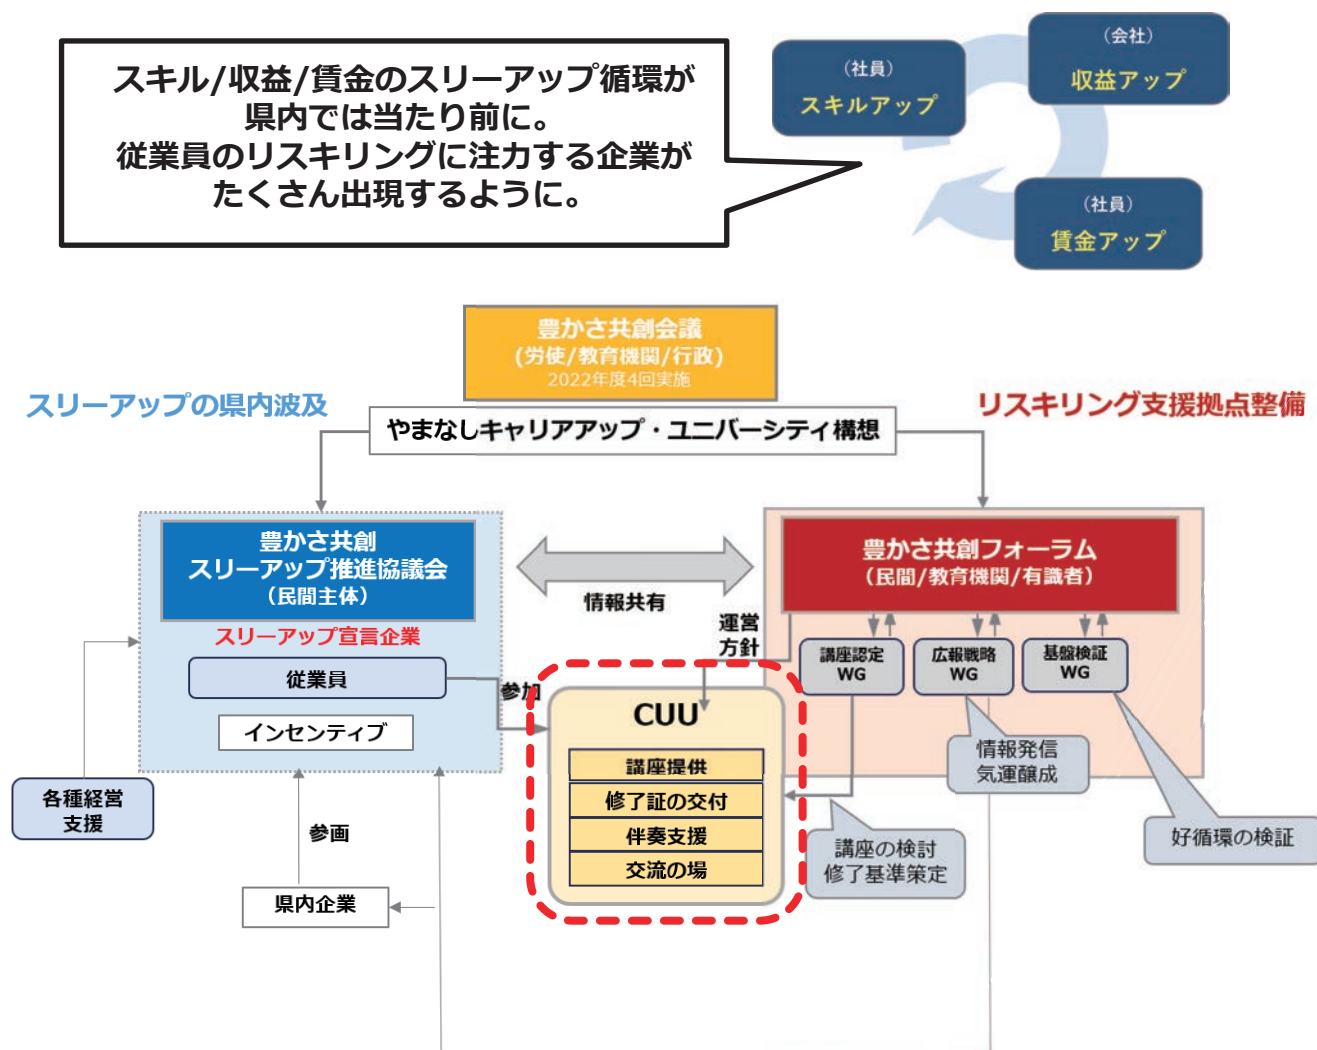 スキル/収益/賃金のスリーアップ循環が
県内では当たり前に。
従業員のリスキリングに注力する企業が
たくさん出現するように。
（社員）
スキルアップ
（会社）
収益アップ
（社員）
賃金アップ
豊かさ共創会議
(労使/教育機関/行政)
2022年度4回実施
スリーアップの県内波及
リスキリング支援拠点整備
やまなしキャリアアップ・ユニバーシティ構想
豊かさ共創
スリーアップ推進協議会
（民間主体）
スリーアップ宣言企業
従業員
インセンティブ
各種経営
支援
参画
県内企業
情報共有
参加
運営
方針
豊かさ共創フォーラム
（民間/教育機関/有識者）
講座認定
WG
広報戦略
WG
基盤検証
WG
CUU
講座提供
修了証の交付
伴奏支援
交流の場
情報発信
気運醸成
講座の検討
修了基準策定
好循環の検証